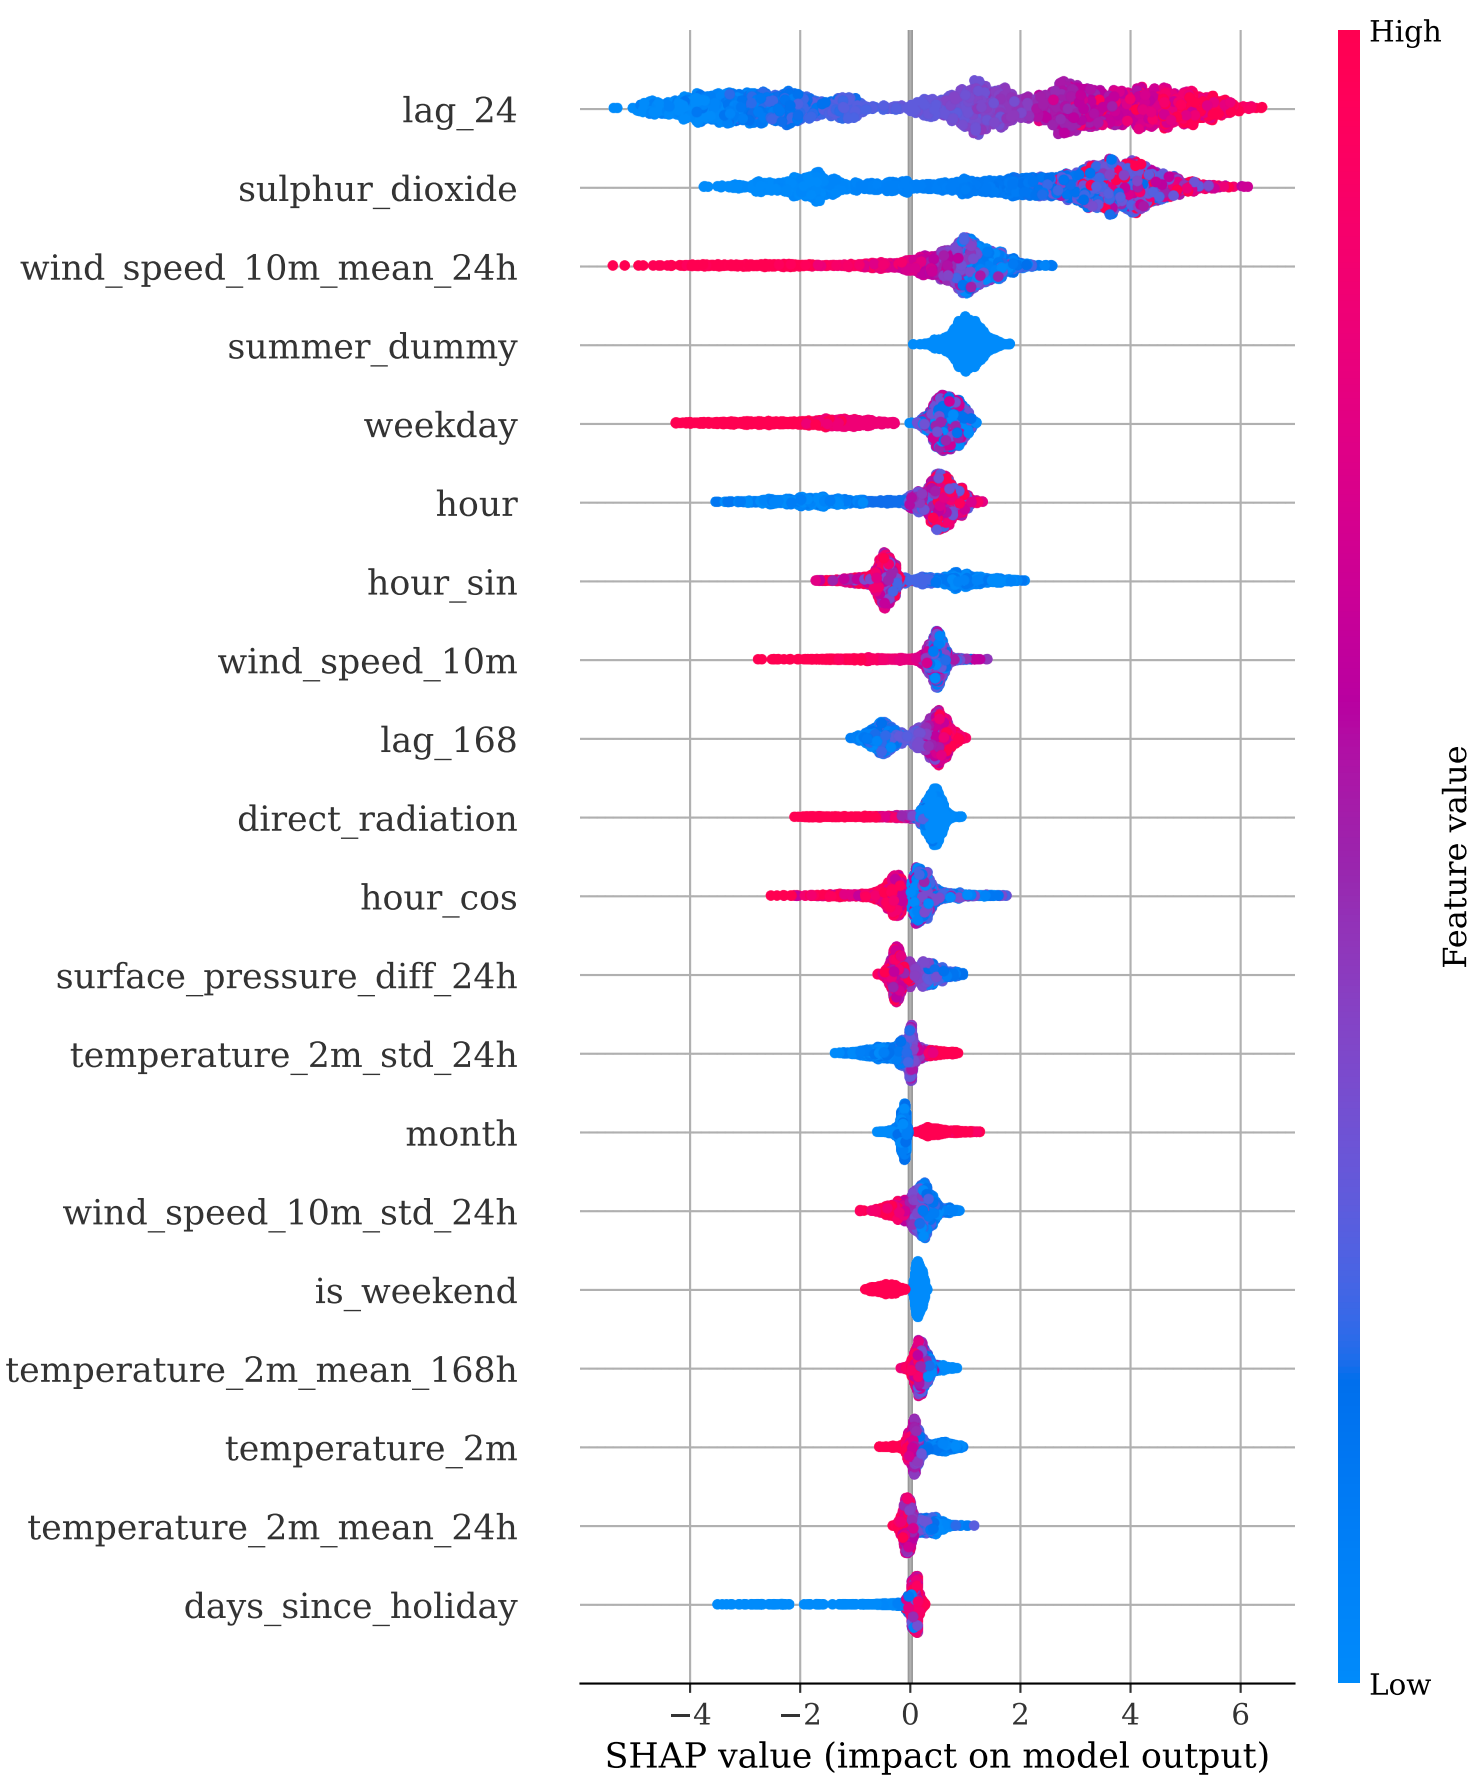 High
lag_24
sulphur_dioxide
wind_speed_10m_mean_24h
summer_dummy
weekday
hour
hour_sin
wind_speed_10m
lag_168
direct_radiation
hour_cos
surface_pressure_diff_24h
temperature_2m_std_24h
month
wind_speed_10m_std_24h
is_weekend
temperature_2m_mean_168h
temperature_2m
temperature_2m_mean_24h
days_since_holiday
Feature value
Low
−4 −2 0 2 4 6
SHAP value (impact on model output)